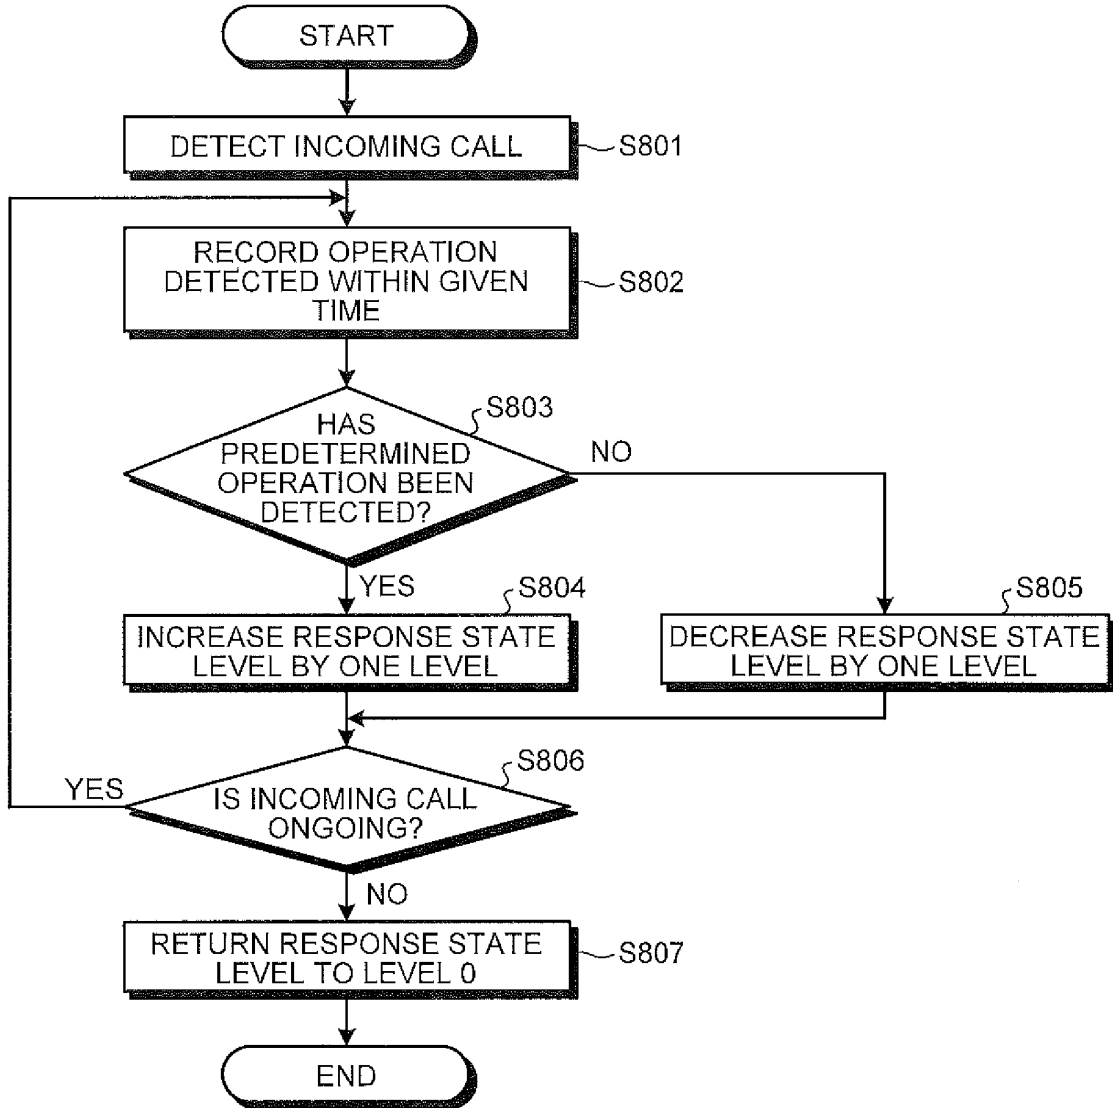 START
DETECT INCOMING CALL
S801
RECORD OPERATION
DETECTED WITHIN GIVEN
TIME
S802
HAS
PREDETERMINED
OPERATION BEEN
DETECTED?
S803
NO
YES
S804
INCREASE RESPONSE STATE
LEVEL BY ONE LEVEL
S805
DECREASE RESPONSE STATE
LEVEL BY ONE LEVEL
S806
YES
IS INCOMING CALL
ONGOING?
NO
RETURN RESPONSE STATE
LEVEL TO LEVEL 0
S807
END